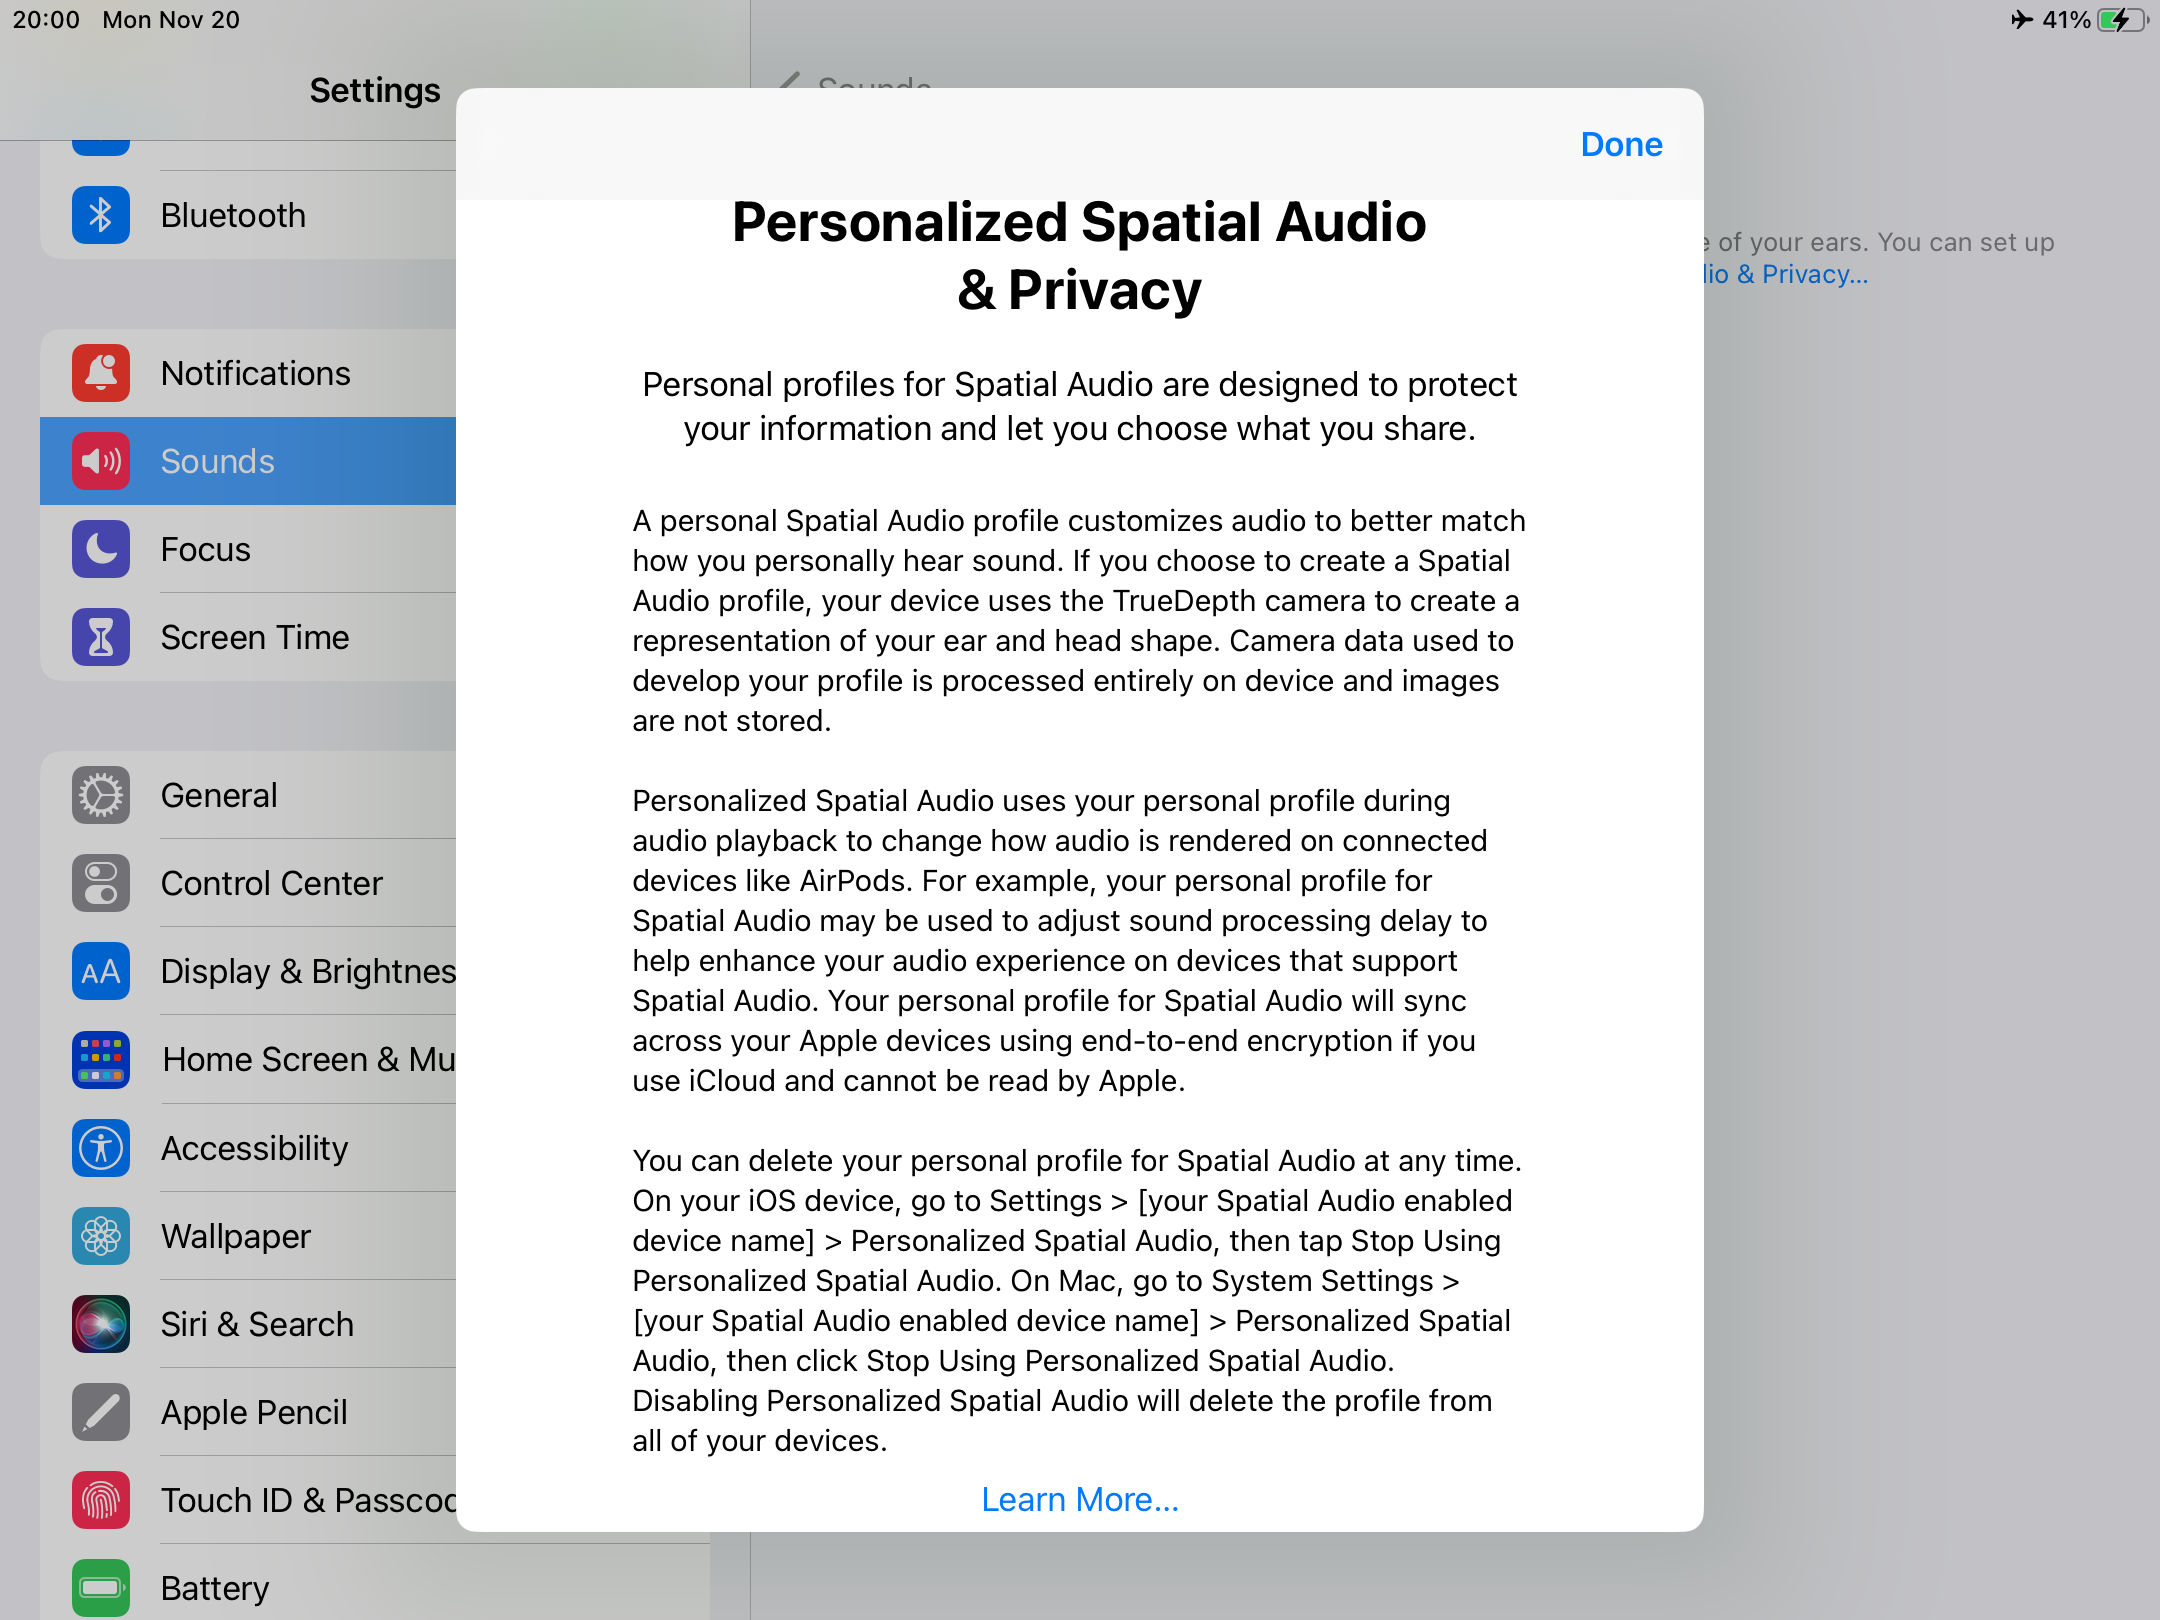 20:00 Mon Nov 20
41%
Settings
Sounds
Bluetooth
Notifications
Sounds
Focus
Screen Time
General
Control Center
AA
Display & Brightnes
Home Screen & Mu
Accessibility
Wallpaper
Siri & Search
Apple Pencil
Touch ID & Passcod
Battery
Done
Personalized Spatial Audio
& Privacy
Personal profiles for Spatial Audio are designed to protect
your information and let you choose what you share.
A personal Spatial Audio profile customizes audio to better match
how you personally hear sound. If you choose to create a Spatial
Audio profile, your device uses the TrueDepth camera to create a
representation of your ear and head shape. Camera data used to
develop your profile is processed entirely on device and images
are not stored.
Personalized Spatial Audio uses your personal profile during
audio playback to change how audio is rendered on connected
devices like AirPods. For example, your personal profile for
Spatial Audio may be used to adjust sound processing delay to
help enhance your audio experience on devices that support
Spatial Audio. Your personal profile for Spatial Audio will sync
across your Apple devices using end-to-end encryption if you
use iCloud and cannot be read by Apple.
You can delete your personal profile for Spatial Audio at any time.
On your iOS device, go to Settings > [your Spatial Audio enabled
device name] > Personalized Spatial Audio, then tap Stop Using
Personalized Spatial Audio. On Mac, go to System Settings >
[your Spatial Audio enabled device name] > Personalized Spatial
Audio, then click Stop Using Personalized Spatial Audio.
Disabling Personalized Spatial Audio will delete the profile from
all of your devices.
Learn More...
of your ears. You can set up
dio & Privacy...